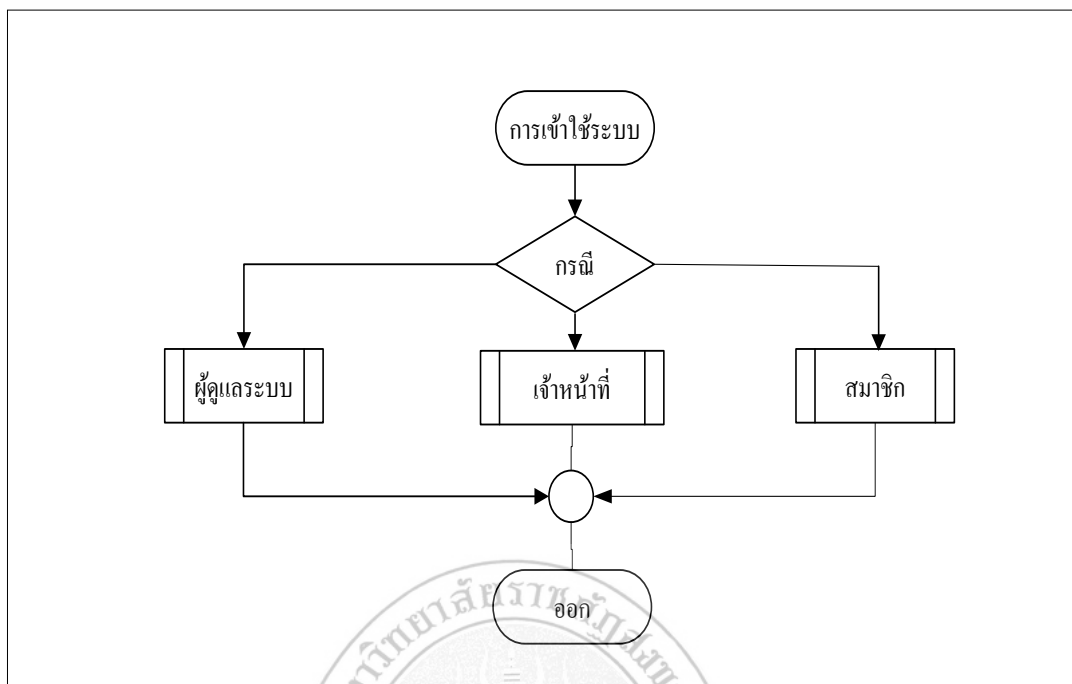 การเข้าใช้ระบบ
กรณี
ผู้ดูแลระบบ
เจ้าหน้าที่
สมาชิก
ออก